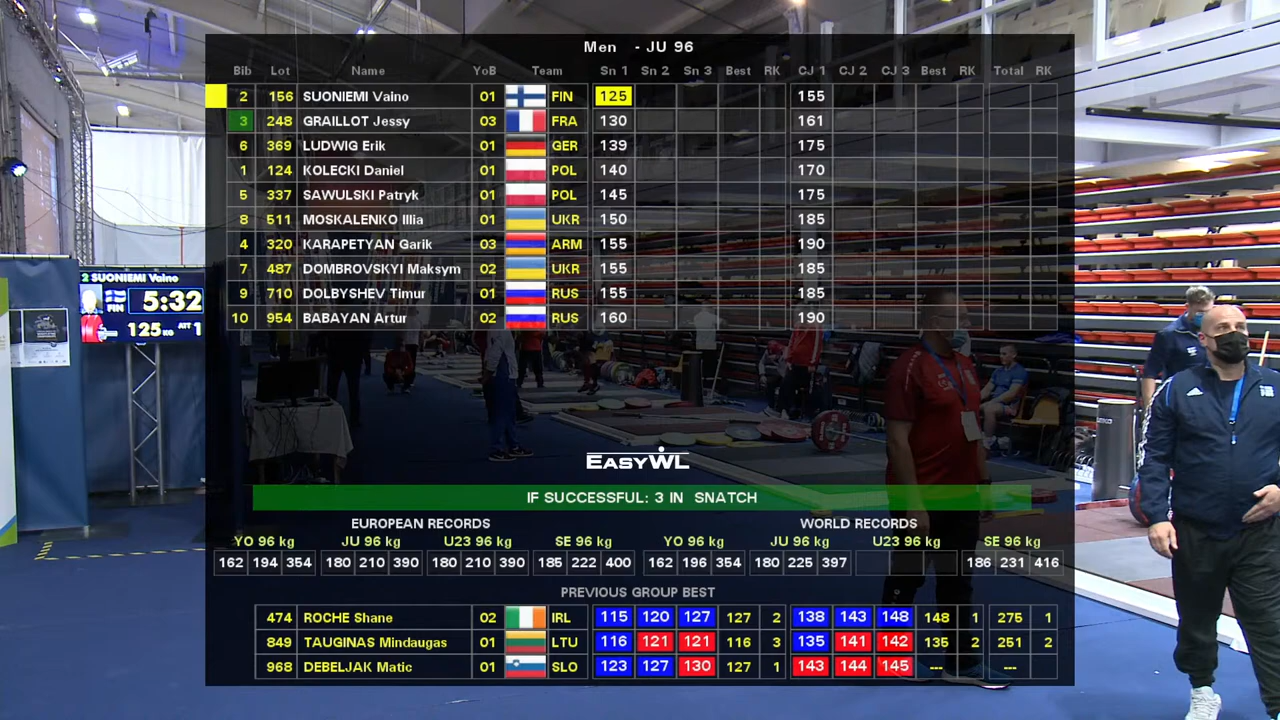 Men - JU 96
Bib Lot Name YoB Team Sn 1 Sn 2 Sn 3 Best RK CJ 1 CJ 2 CJ 3 Best RK Total RK
2 156 SUONIEMI Vaino 01 FIN 125 155
3 248 GRAILLOT Jessy 03 FRA 130 161
6 369 LUDWIG Erik 01 GER 139 175
1 124 KOLECKI Daniel 01 POL 140 170
5 337 SAWULSKI Patryk 01 POL 145 175
8 511 MOSKALENKO Illia 01 UKR 150 185
4 320 KARAPETYAN Garik 03 ARM 155 190
7 487 DOMBROVSKYI Maksym 02 UKR 155 185
9 710 DOLBYSHEV Timur 01 RUS 155 185
10 954 BABAYAN Artur 02 RUS 160 190
2 SUONIEMI Vaino
FIN 5:32
125 KG ATT 1
EASYWL
IF SUCCESSFUL: 3 IN SNATCH
EUROPEAN RECORDS WORLD RECORDS
YO 96 kg JU 96 kg U23 96 kg SE 96 kg YO 96 kg JU 96 kg U23 96 kg SE 96 kg
162 194 354 180 210 390 180 210 390 185 222 400 162 196 354 180 225 397 186 231 416
PREVIOUS GROUP BEST
474 ROCHE Shane 02 IRL 115 120 127 127 2 138 143 148 148 1 275 1
849 TAUGINAS Mindaugas 01 LTU 116 121 121 116 3 135 141 142 135 2 251 2
968 DEBELJAK Matic 01 SLO 123 127 130 127 1 143 144 145 --- ---